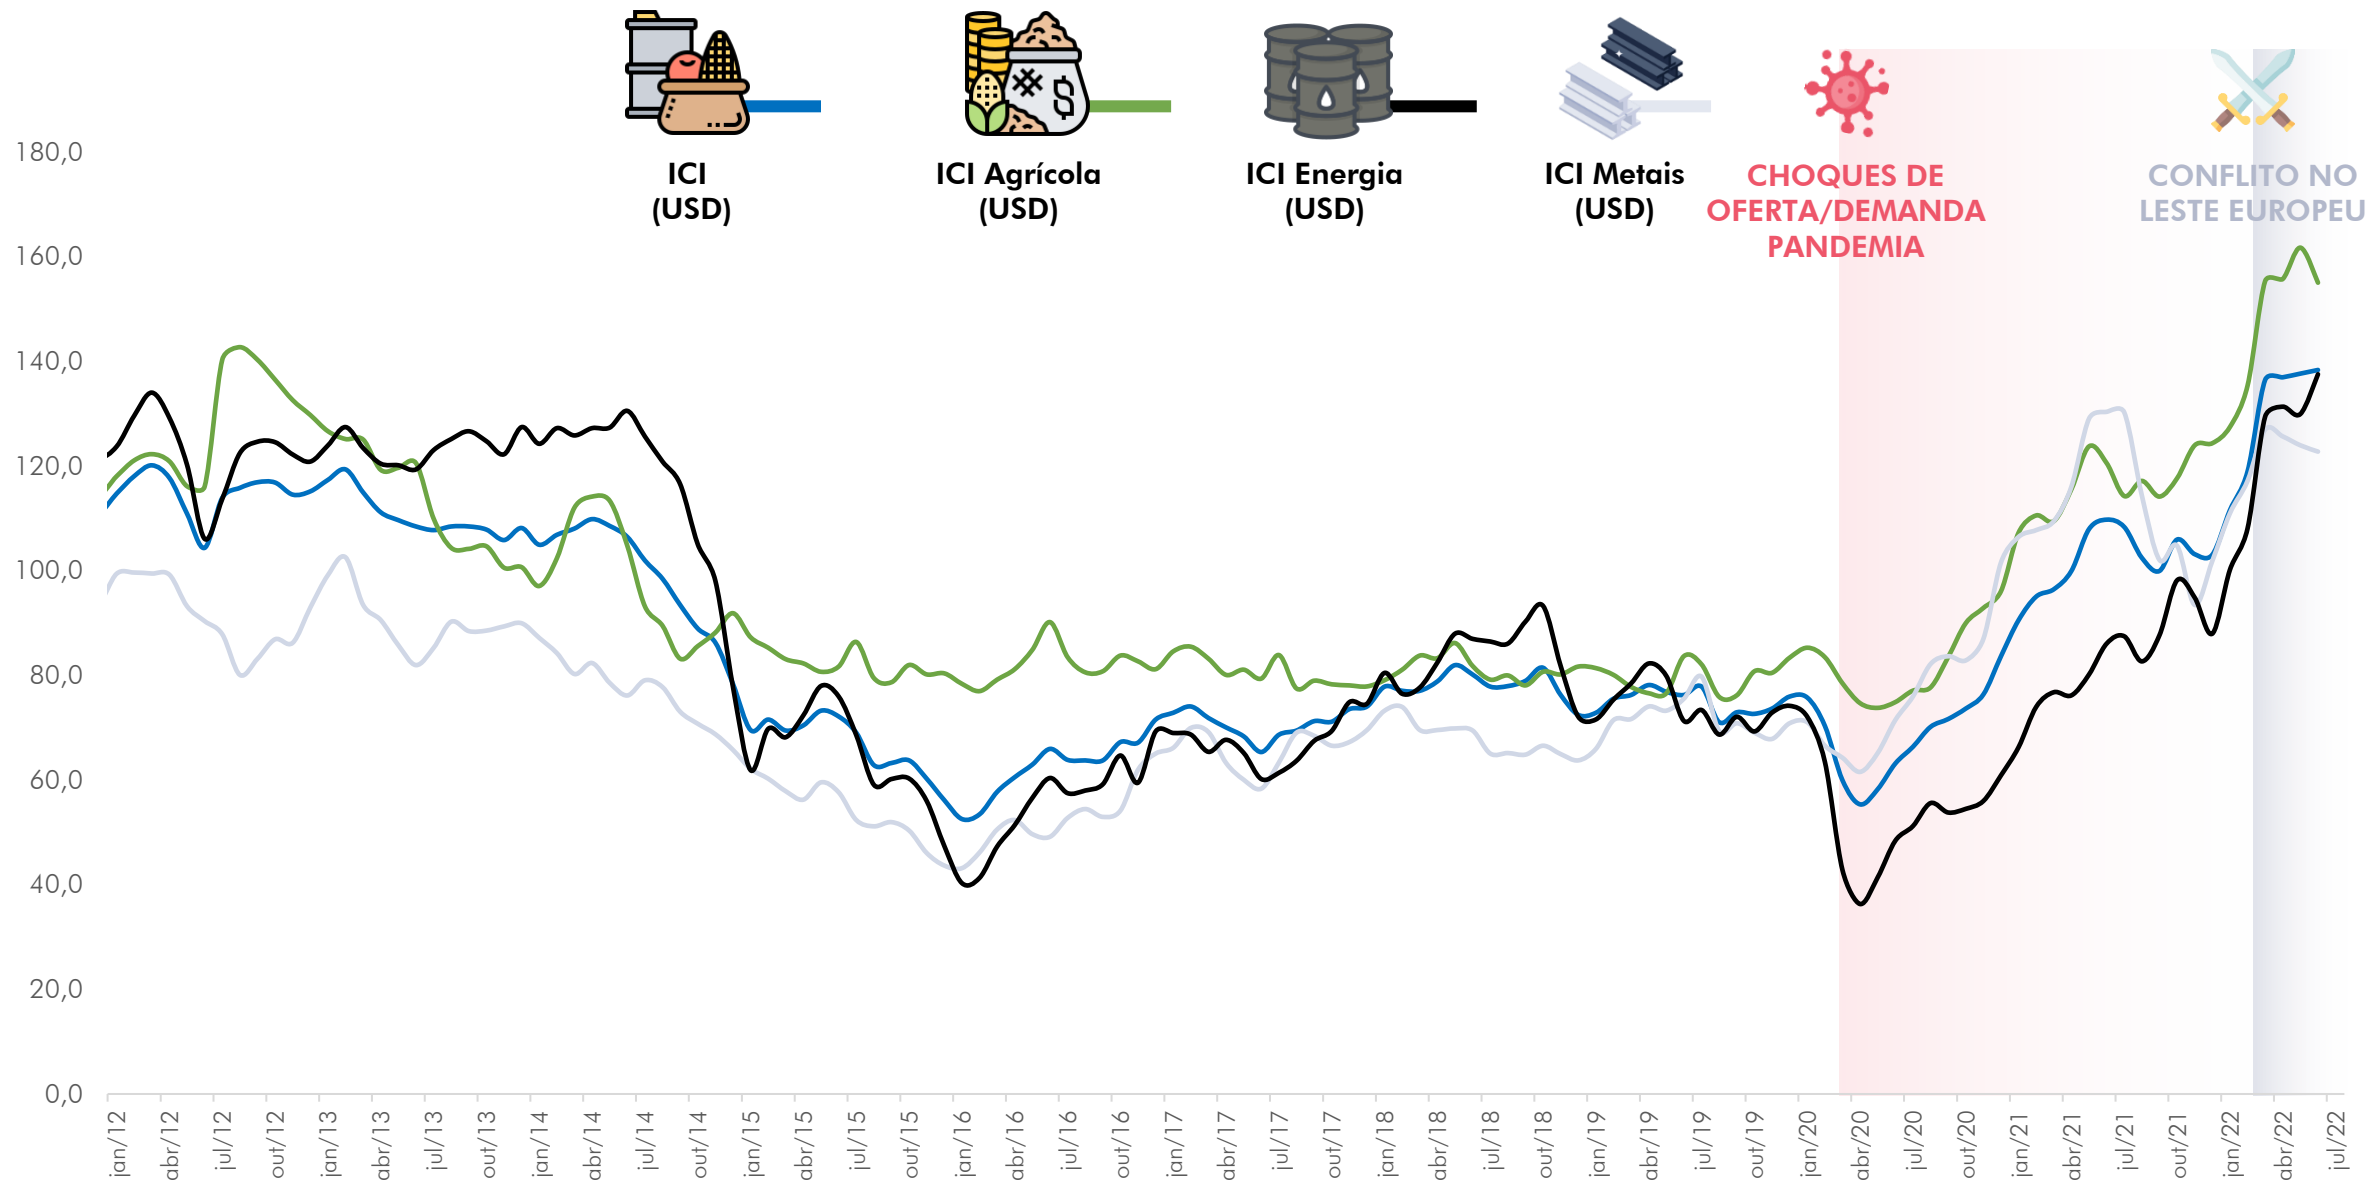 ICI
(USD)
ICI Agrícola
(USD)
ICI Energia
(USD)
ICI Metais
(USD)
CHOQUES DE
OFERTA/DEMANDA
PANDEMIA
CONFLITO NO
LESTE EUROPEU
180,0
160,0
140,0
120,0
100,0
80,0
60,0
40,0
20,0
0,0
jan/12
abr/12
jul/12
out/12
jan/13
abr/13
jul/13
out/13
jan/14
abr/14
jul/14
out/14
jan/15
abr/15
jul/15
out/15
jan/16
abr/16
jul/16
out/16
jan/17
abr/17
jul/17
out/17
jan/18
abr/18
jul/18
out/18
jan/19
abr/19
jul/19
out/19
jan/20
abr/20
jul/20
out/20
jan/21
abr/21
jul/21
out/21
jan/22
abr/22
jul/22